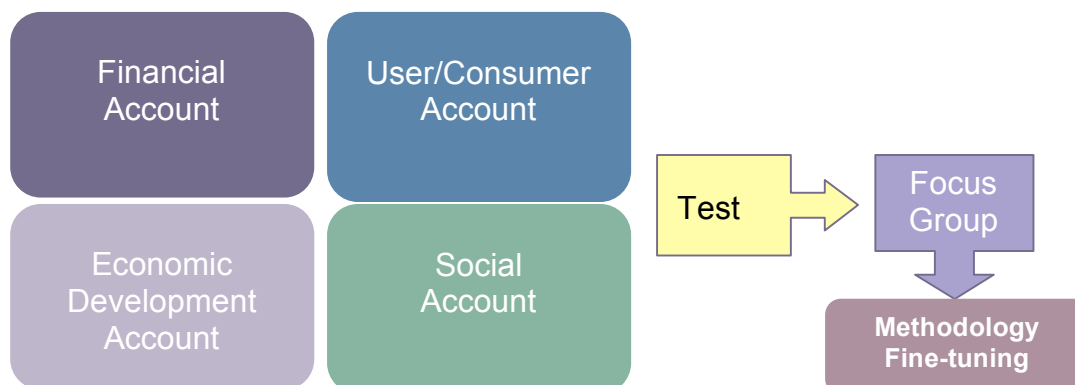 Financial
Account
User/Consumer
Account
Economic
Development
Account
Social
Account
Test
Focus
Group
Methodology
Fine-tuning